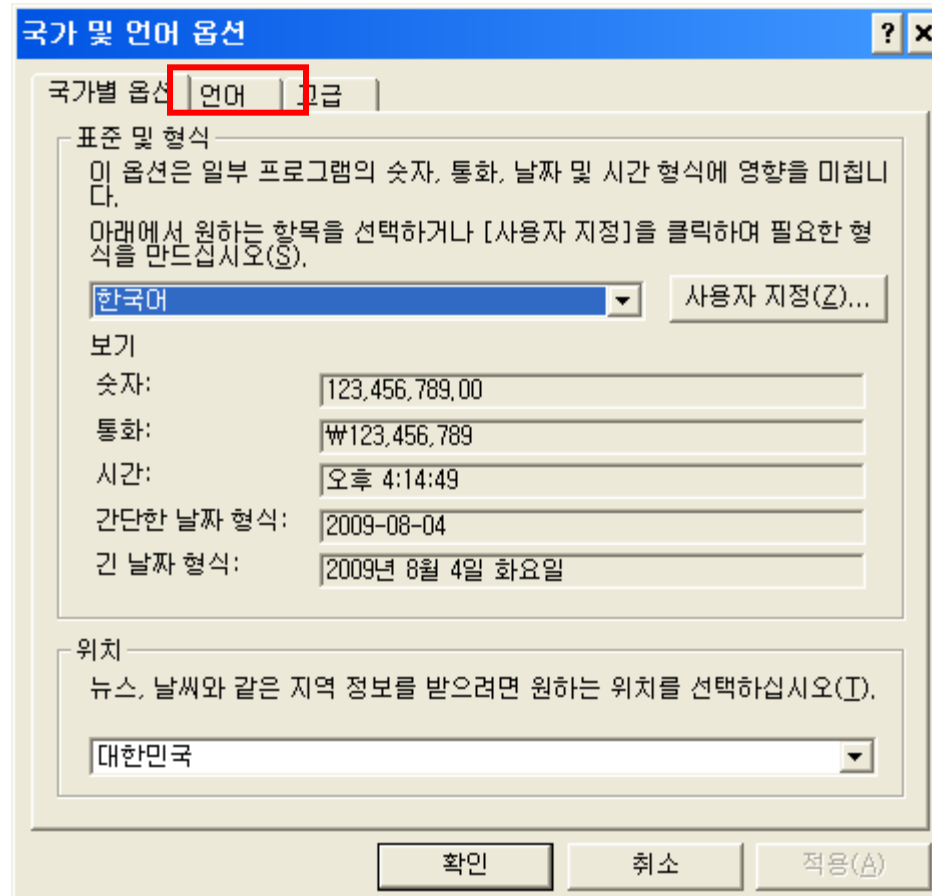 국가 및 언어 옵션
국가별 옵션 언어 고급
표준 및 형식
이 옵션은 일부 프로그램의 숫자, 통화, 날짜 및 시간 형식에 영향을 미칩니
다.
아래에서 원하는 항목을 선택하거나 [사용자 지정]을 클릭하여 필요한 형
식을 만드십시오(S).
한국어 사용자 지정(Z)...
보기
숫자: 123,456,789.00
통화: ₩123,456,789
시간: 오후 4:14:49
간단한 날짜 형식: 2009-08-04
긴 날짜 형식: 2009년 8월 4일 화요일
위치
뉴스, 날씨와 같은 지역 정보를 받으려면 원하는 위치를 선택하십시오(T).
대한민국
확인 취소 적용(A)